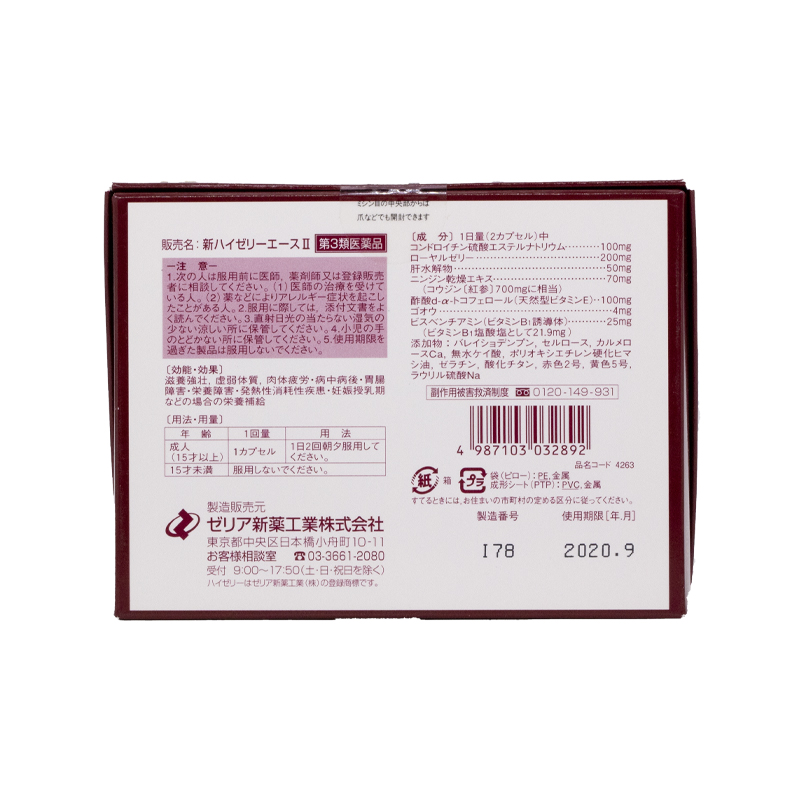 ミシン目の中央部からは
爪などでも開封できます
販売名：新ハイゼリーエースⅡ 第3類医薬品
－注　意－
1.次の人は服用前に医師、薬剤師又は登録販売
者に相談してください。(1)医師の治療を受けて
いる人。(2)薬などによりアレルギー症状を起こし
たことがある人。2.服用に際しては、添付文書をよ
く読んでください。3.直射日光の当たらない湿気の
少ない涼しい所に保管してください。4.小児の手
のとどかない所に保管してください。5.使用期限を
過ぎた製品は服用しないでください。
〔効能・効果〕
滋養強壮、虚弱体質、肉体疲労・病中病後・胃腸
障害・栄養障害・発熱性消耗性疾患・妊娠授乳期
などの場合の栄養補給
〔用法・用量〕
年　齢 1回量 用　法
成人
(15才以上) 1カプセル 1日2回朝夕服用して
ください。
15才未満 服用しないでください。
製造販売元
ゼリア新薬工業株式会社
東京都中央区日本橋小舟町10-11
お客様相談室 ☎03-3661-2080
受付 9:00〜17:50(土・日・祝日を除く)
ハイゼリーはゼリア新薬工業(株)の登録商標です。
〔成　分〕1日量(2カプセル)中
コンドロイチン硫酸エステルナトリウム………100mg
ローヤルゼリー………200mg
肝水解物………50mg
ニンジン乾燥エキス………70mg
(コウジン[紅参]700mgに相当)
酢酸d-α-トコフェロール(天然型ビタミンE)…100mg
ゴオウ………4mg
ビスベンチアミン(ビタミンB₁誘導体)………25mg
(ビタミンB₁塩酸塩として21.9mg)
添加物：バレイショデンプン、セルロース、カルメロ
ースCa、無水ケイ酸、ポリオキシエチレン硬化ヒマ
シ油、ゼラチン、酸化チタン、赤色2号、黄色5号、
ラウリル硫酸Na
副作用被害救済制度 0120-149-931
4 987103 032892
品名コード 4263
紙 箱 プラ 袋(ピロー)：PE,金属
成形シート(PTP)：PVC,金属
すてるときには、お住まいの市町村の定める区分に従ってください。
製造番号 使用期限[年.月]
I78 2020.9